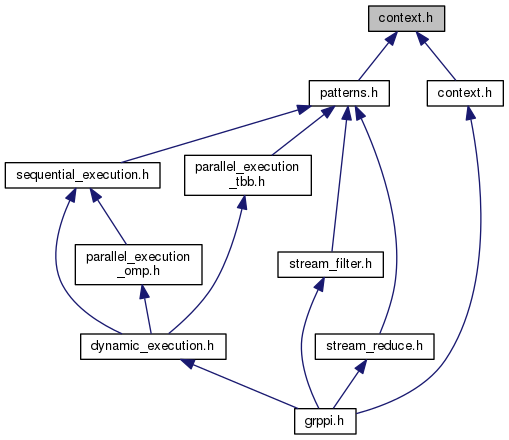 context.h
patterns.h
context.h
sequential_execution.h
parallel_execution
_tbb.h
parallel_execution
_omp.h
stream_filter.h
dynamic_execution.h
stream_reduce.h
grppi.h